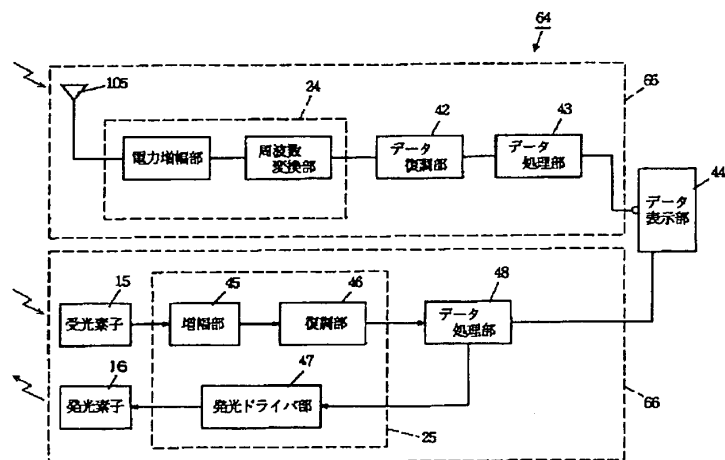 64
105
24
42
43
65
電力増幅部
周波数
変換部
データ
復調部
データ
処理部
44
データ
表示部
15
45
46
48
受光素子
増幅部
復調部
データ
処理部
16
47
発光素子
発光ドライバ部
25
66